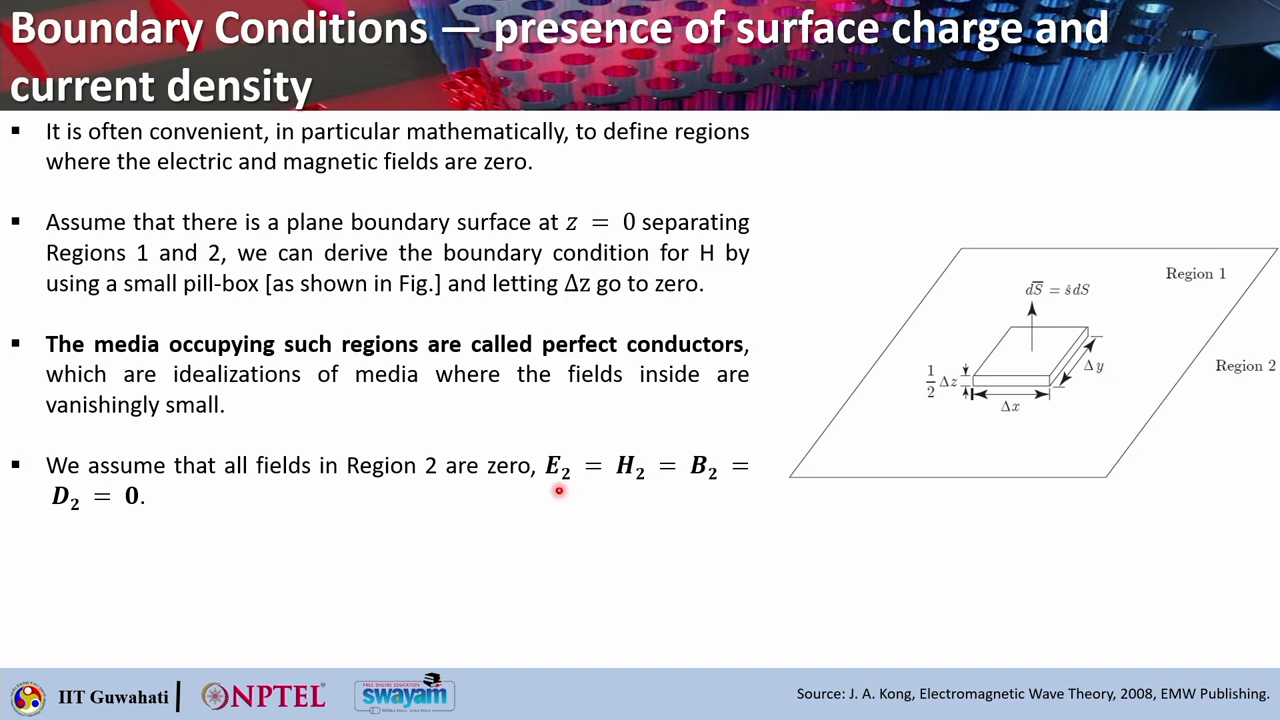 Boundary Conditions — presence of surface charge and
current density
▪ It is often convenient, in particular mathematically, to define regions
where the electric and magnetic fields are zero.
▪ Assume that there is a plane boundary surface at z = 0 separating
Regions 1 and 2, we can derive the boundary condition for H by
using a small pill-box [as shown in Fig.] and letting Δz go to zero.
▪ The media occupying such regions are called perfect conductors,
which are idealizations of media where the fields inside are
vanishingly small.
▪ We assume that all fields in Region 2 are zero, E₂ = H₂ = B₂ =
D₂ = 0.
Region 1
dS̅ = ŝdS
Region 2
Δy
1/2 Δz
Δx
IIT Guwahati
NPTEL
FREE ONLINE EDUCATION
swayam
Source: J. A. Kong, Electromagnetic Wave Theory, 2008, EMW Publishing.